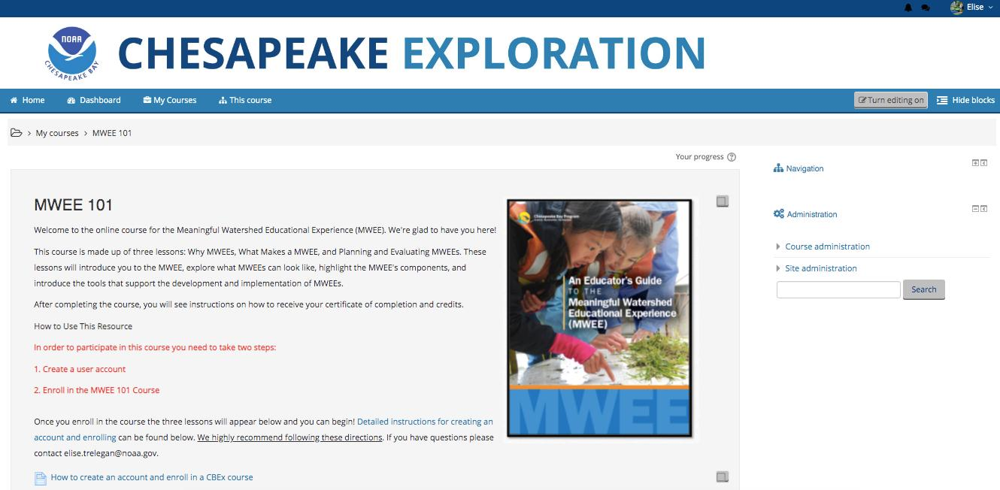 Elise
NOAA
CHESAPEAKE BAY
CHESAPEAKE EXPLORATION
Home Dashboard My Courses This course Turn editing on Hide blocks
> My courses > MWEE 101
Your progress
Navigation
Administration
Course administration
Site administration
Search
MWEE 101
Welcome to the online course for the Meaningful Watershed Educational Experience (MWEE). We're glad to have you here!
This course is made up of three lessons: Why MWEEs, What Makes a MWEE, and Planning and Evaluating MWEEs. These
lessons will introduce you to the MWEE, explore what MWEEs can look like, highlight the MWEE's components, and
introduce the tools that support the development and implementation of MWEEs.
After completing the course, you will see instructions on how to receive your certificate of completion and credits.
How to Use This Resource
In order to participate in this course you need to take two steps:
1. Create a user account
2. Enroll in the MWEE 101 Course
Once you enroll in the course the three lessons will appear below and you can begin! Detailed instructions for creating an
account and enrolling can be found below. We highly recommend following these directions. If you have questions please
contact elise.trelegan@noaa.gov.
How to create an account and enroll in a CBEx course
Chesapeake Bay Program
An Educator's Guide
TO THE
Meaningful Watershed
Educational Experience
(MWEE)
MWEE